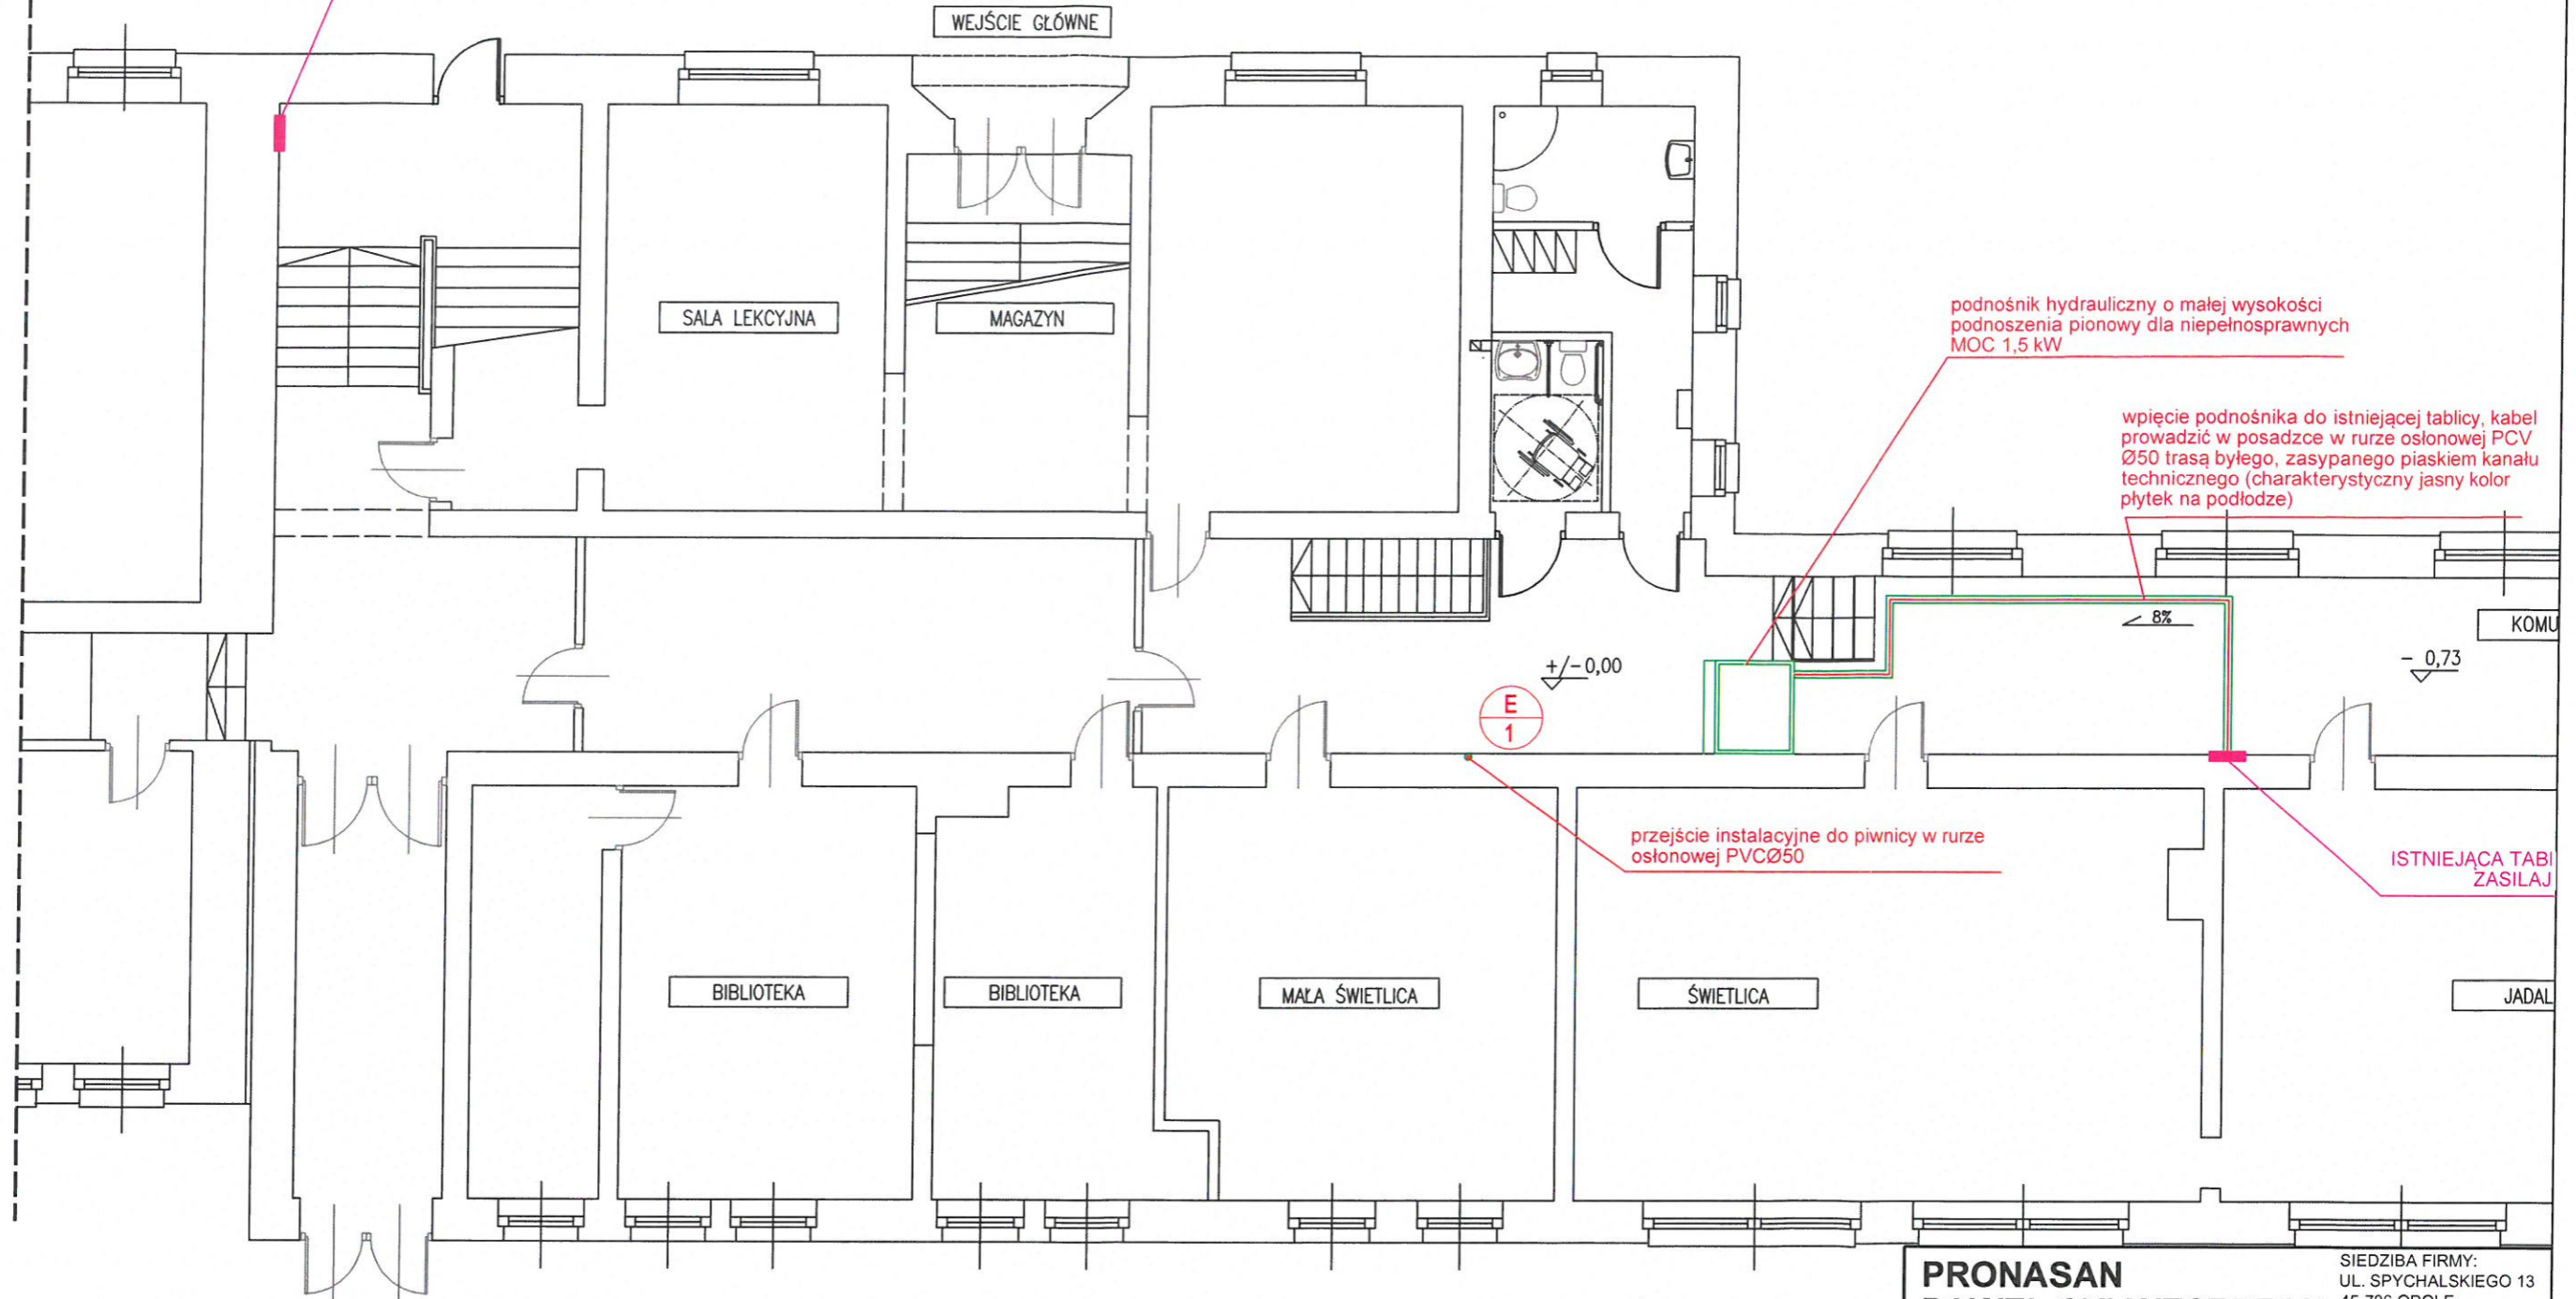 WEJŚCIE GŁÓWNE
SALA LEKCYJNA
MAGAZYN
podnośnik hydrauliczny o małej wysokości
podnoszenia pionowy dla niepełnosprawnych
MOC 1,5 kW
wpięcie podnośnika do istniejącej tablicy, kabel
prowadzić w posadzce w rurze osłonowej PCV
Ø50 trasą byłego, zasypanego piaskiem kanału
technicznego (charakterystyczny jasny kolor
płytek na podłodze)
8%
KOMU
+/-0,00
- 0,73
E
1
przejście instalacyjne do piwnicy w rurze
osłonowej PVCØ50
ISTNIEJĄCA TABI
ZASILAJ
BIBLIOTEKA
BIBLIOTEKA
MAŁA ŚWIETLICA
ŚWIETLICA
JADAL
PRONASAN
SIEDZIBA FIRMY:
UL. SPYCHALSKIEGO 13